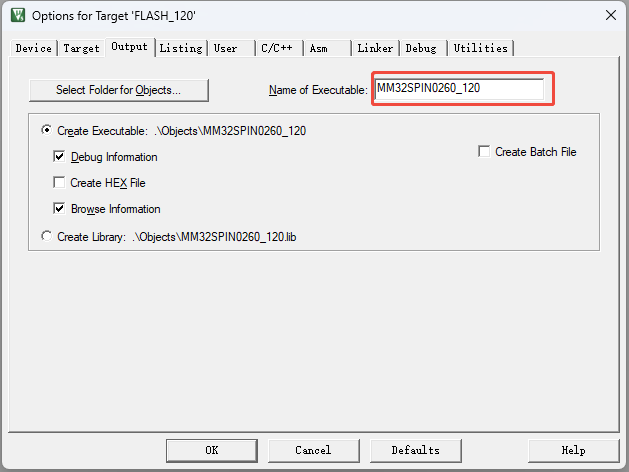 Options for Target 'FLASH_120'
Device Target Output Listing User C/C++ Asm Linker Debug Utilities
Select Folder for Objects... Name of Executable: MM32SPIN0260_120
Create Executable: .\Objects\MM32SPIN0260_120
Debug Information
Create Batch File
Create HEX File
Browse Information
Create Library: .\Objects\MM32SPIN0260_120.lib
OK Cancel Defaults Help